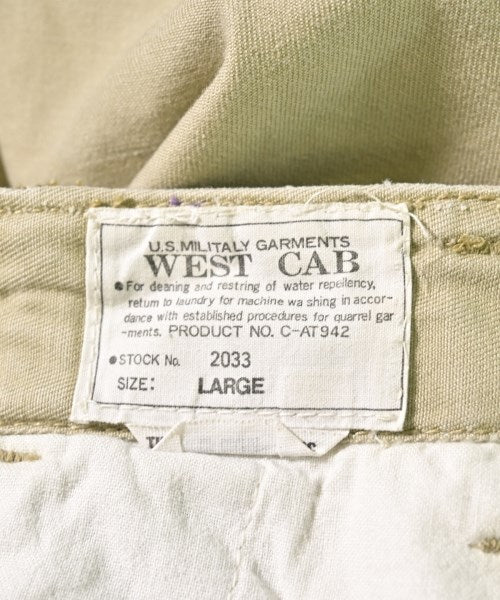 U.S.MILITALY GARMENTS
WEST CAB
●For deaning and restring of water repellency,
return to laundry for machine wa shing in accor-
dance with established procedures for quarrel gar
-ments. PRODUCT NO. C-AT942
●STOCK No. 2033
SIZE: LARGE